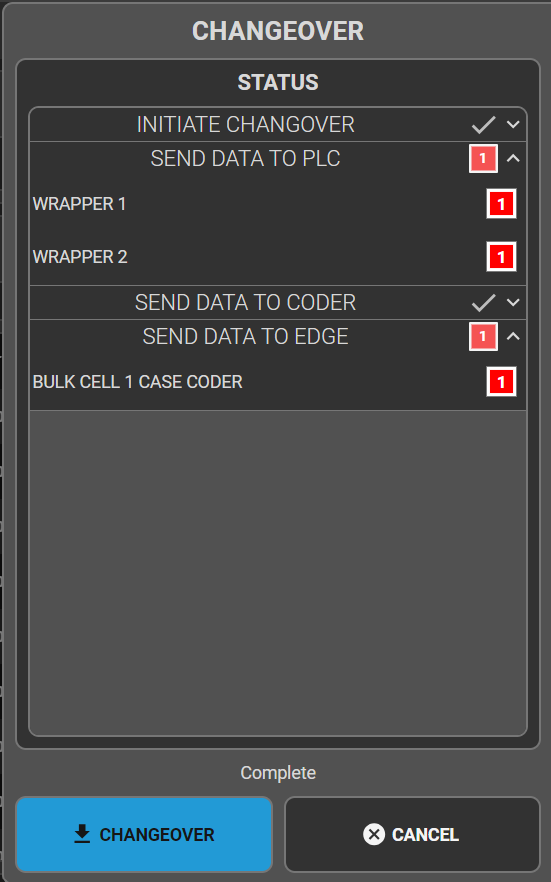 CHANGEOVER
STATUS
INITIATE CHANGOVER
SEND DATA TO PLC 1
WRAPPER 1 1
WRAPPER 2 1
SEND DATA TO CODER
SEND DATA TO EDGE 1
BULK CELL 1 CASE CODER 1
Complete
CHANGEOVER CANCEL